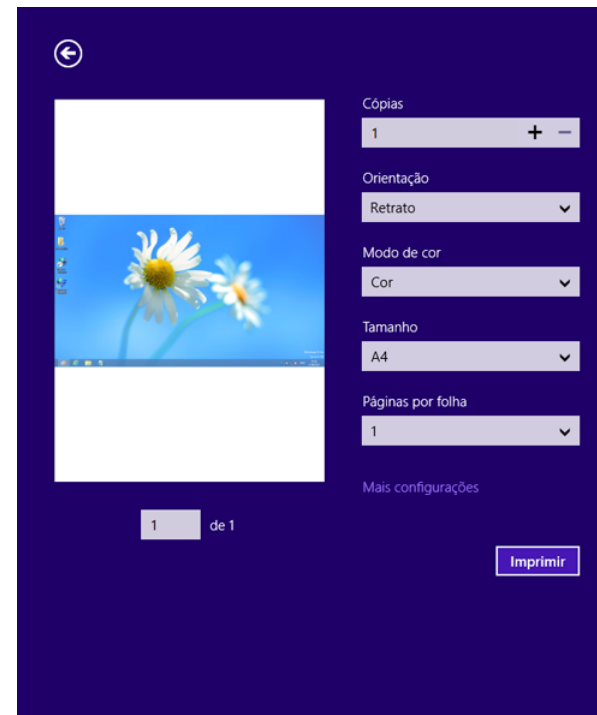 Cópias
1
Orientação
Retrato
Modo de cor
Cor
Tamanho
A4
Páginas por folha
1
Mais configurações
1 de 1
Imprimir